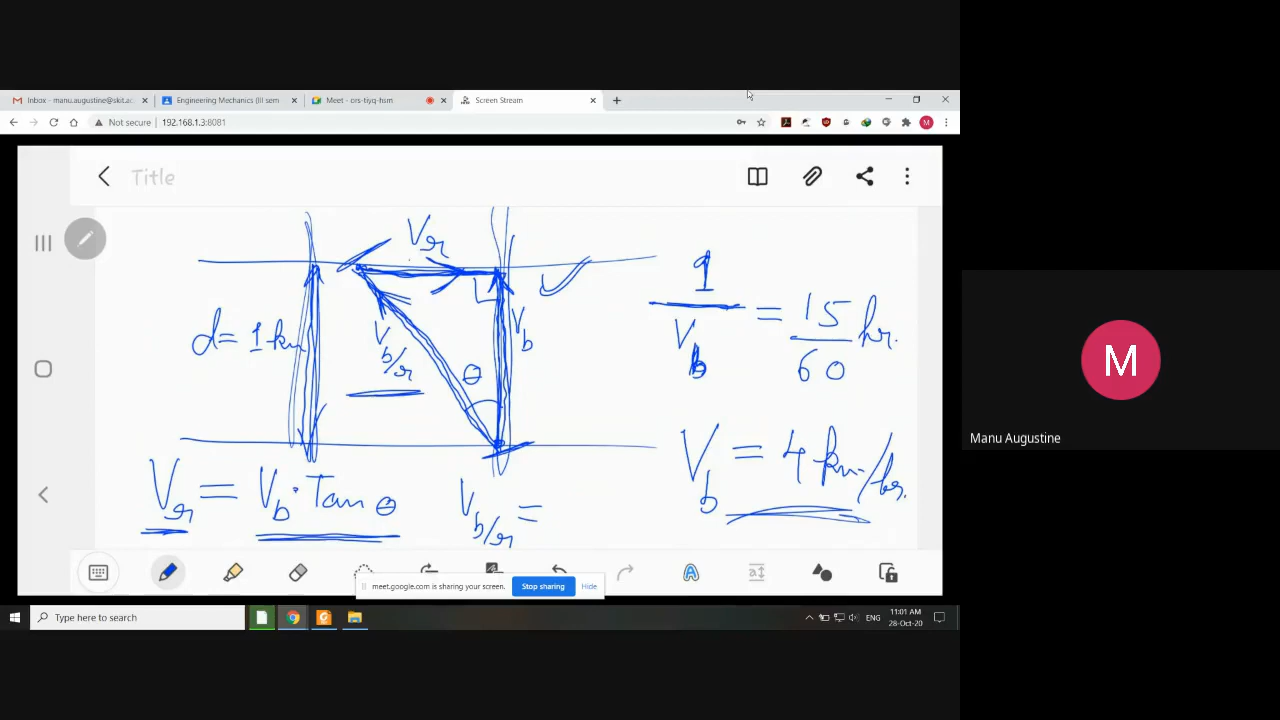 Inbox - manu.augustine@skit.ac
Engineering Mechanics (III sem
Meet - ors-tiyq-hsm
Screen Stream
Not secure
192.168.1.3:8081
Title
Vr
d = 1 km
Vb/r
θ
Vb
1/Vb = 15/60 hr.
Vb = 4 km/hr.
Vr = Vb . Tan θ
Vb/r =
meet.google.com is sharing your screen.
Stop sharing
Hide
Type here to search
ENG
11:01 AM
28-Oct-20
M
Manu Augustine